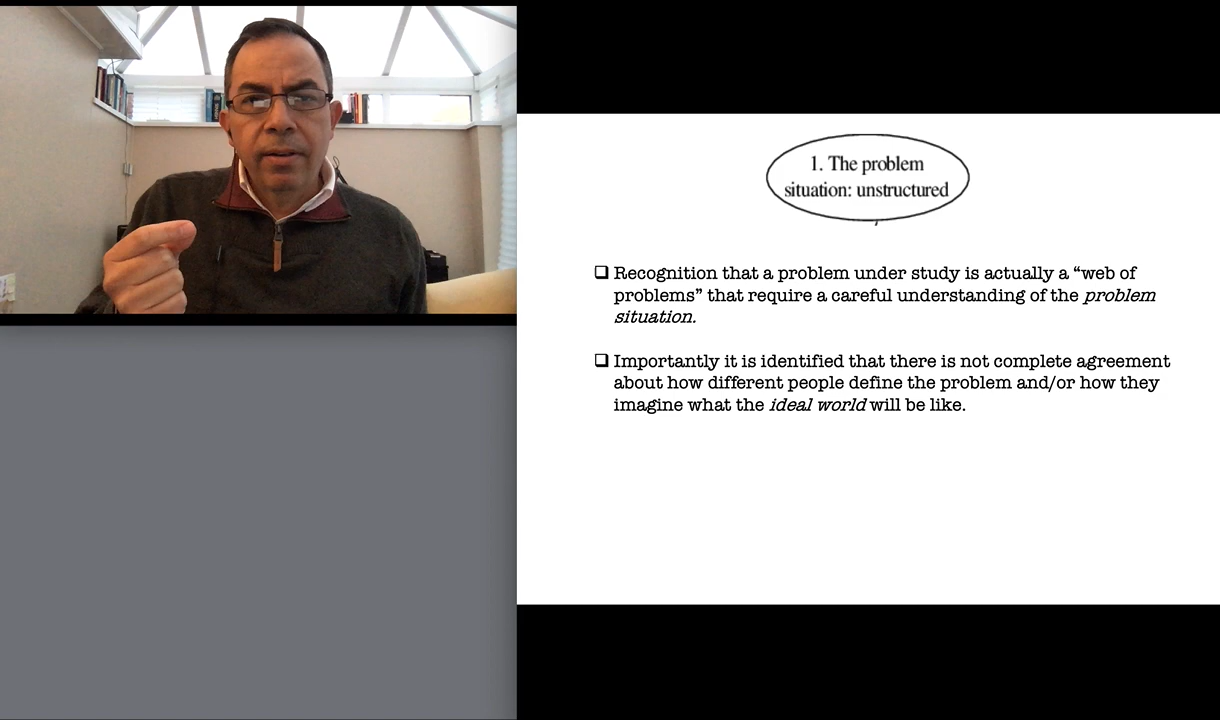 1. The problem
situation: unstructured
❑ Recognition that a problem under study is actually a “web of
problems” that require a careful understanding of the problem
situation.
❑ Importantly it is identified that there is not complete agreement
about how different people define the problem and/or how they
imagine what the ideal world will be like.